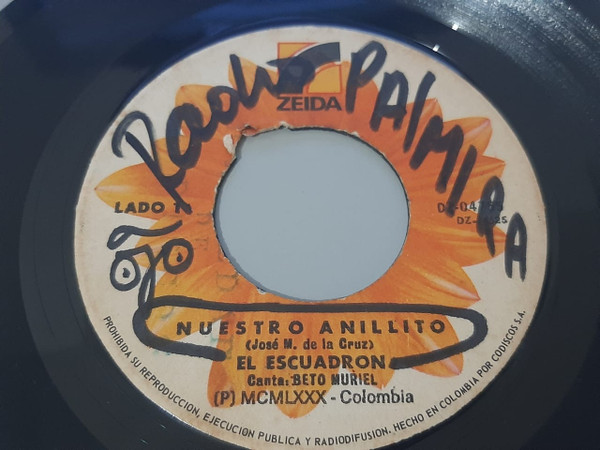 Radio PALMIRA
ZEIDA
LADO
NUESTRO ANILLITO
(José M. de la Cruz)
EL ESCUADRON
Canta: BETO MURIEL
(P) MCMLXXX - Colombia
PROHIBIDA SU REPRODUCCION, EJECUCION PUBLICA Y RADIODIFUSION. HECHO EN COLOMBIA POR CODISCOS S.A.